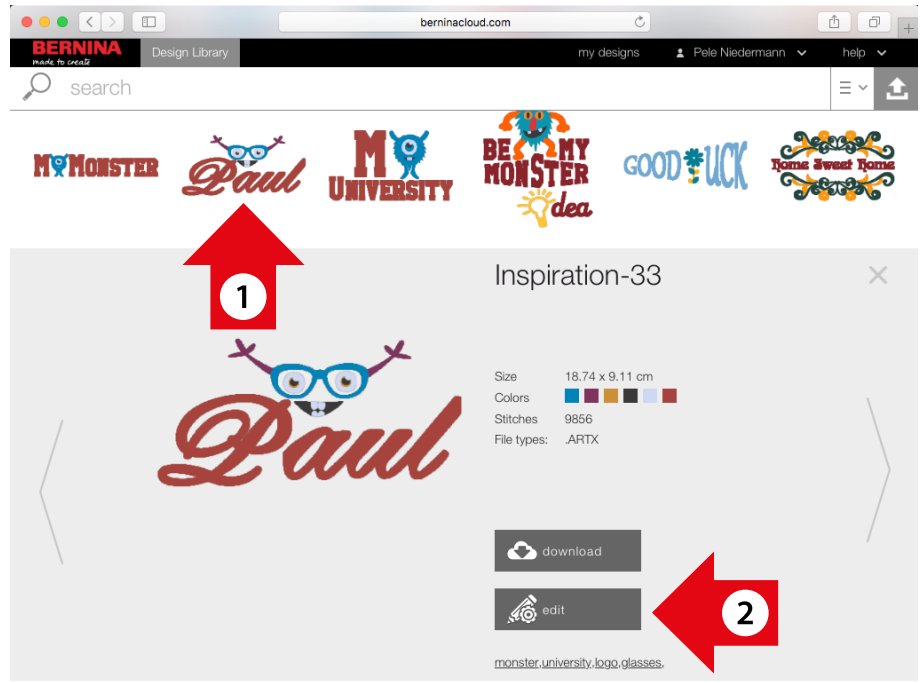 berninacloud.com
BERNINA
made to create
Design Library
my designs
Pele Niedermann
help
search
MyMonster
Paul
My
University
Be My
Monster
idea
GOOD LUCK
Home Sweet Home
1
Inspiration-33
Paul
Size 18.74 x 9.11 cm
Colors
Stitches 9856
File types: .ARTX
download
edit
2
monster,university,logo,glasses,